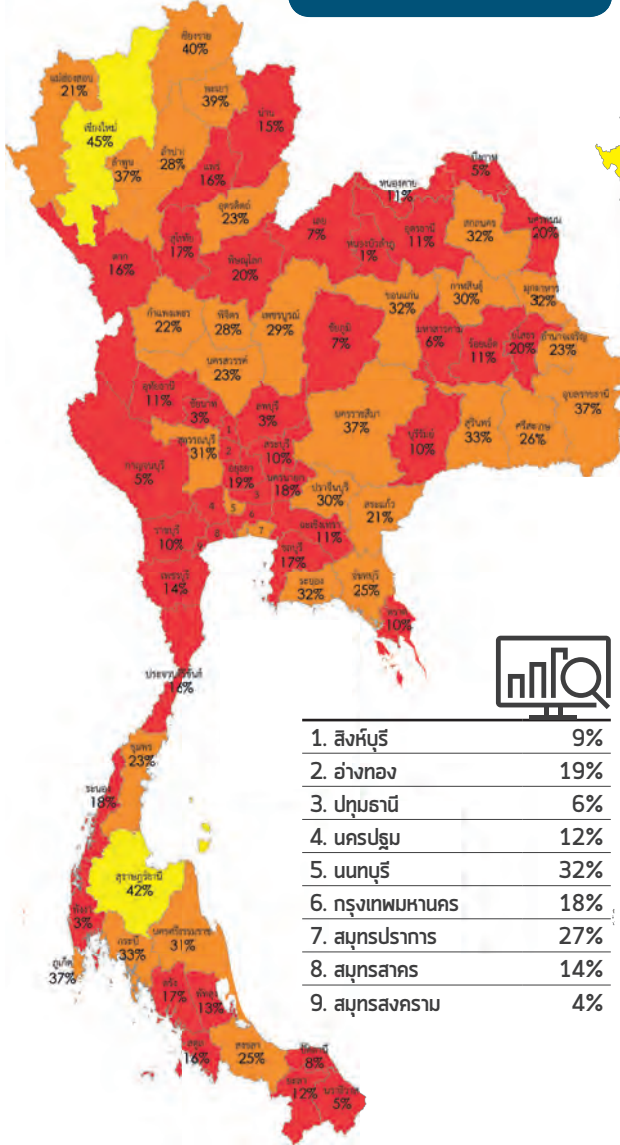 เชียงราย
40%
แม่ฮ่องสอน
21%
พะเยา
39%
น่าน
15%
เชียงใหม่
45%
ลำปาง
28%
ลำพูน
37%
แพร่
16%
บึงกาฬ
5%
หนองคาย
11%
อุตรดิตถ์
23%
เลย
7%
อุดรธานี
11%
สกลนคร
32%
นครพนม
20%
สุโขทัย
17%
หนองบัวลำภู
1%
ตาก
16%
พิษณุโลก
20%
ขอนแก่น
32%
กาฬสินธุ์
30%
มุกดาหาร
32%
กำแพงเพชร
22%
พิจิตร
28%
เพชรบูรณ์
29%
ชัยภูมิ
7%
มหาสารคาม
6%
ร้อยเอ็ด
11%
ยโสธร
20%
อำนาจเจริญ
23%
นครสวรรค์
23%
อุทัยธานี
11%
ชัยนาท
3%
ลพบุรี
3%
นครราชสีมา
37%
บุรีรัมย์
10%
สุรินทร์
33%
ศรีสะเกษ
26%
อุบลราชธานี
37%
1
2
สุพรรณบุรี
31%
สระบุรี
10%
กาญจนบุรี
5%
อยุธยา
19%
นครนายก
18%
ปราจีนบุรี
30%
สระแก้ว
21%
3
4
5
6
7
8
9
ฉะเชิงเทรา
11%
ราชบุรี
10%
ชลบุรี
17%
เพชรบุรี
14%
ระยอง
32%
จันทบุรี
25%
ตราด
10%
ประจวบคีรีขันธ์
16%
ชุมพร
23%
ระนอง
18%
สุราษฎร์ธานี
42%
พังงา
3%
กระบี่
33%
นครศรีธรรมราช
31%
ภูเก็ต
37%
ตรัง
17%
พัทลุง
13%
สตูล
16%
สงขลา
25%
ปัตตานี
8%
ยะลา
12%
นราธิวาส
5%
1. สิงห์บุรี 9%
2. อ่างทอง 19%
3. ปทุมธานี 6%
4. นครปฐม 12%
5. นนทบุรี 32%
6. กรุงเทพมหานคร 18%
7. สมุทรปราการ 27%
8. สมุทรสาคร 14%
9. สมุทรสงคราม 4%